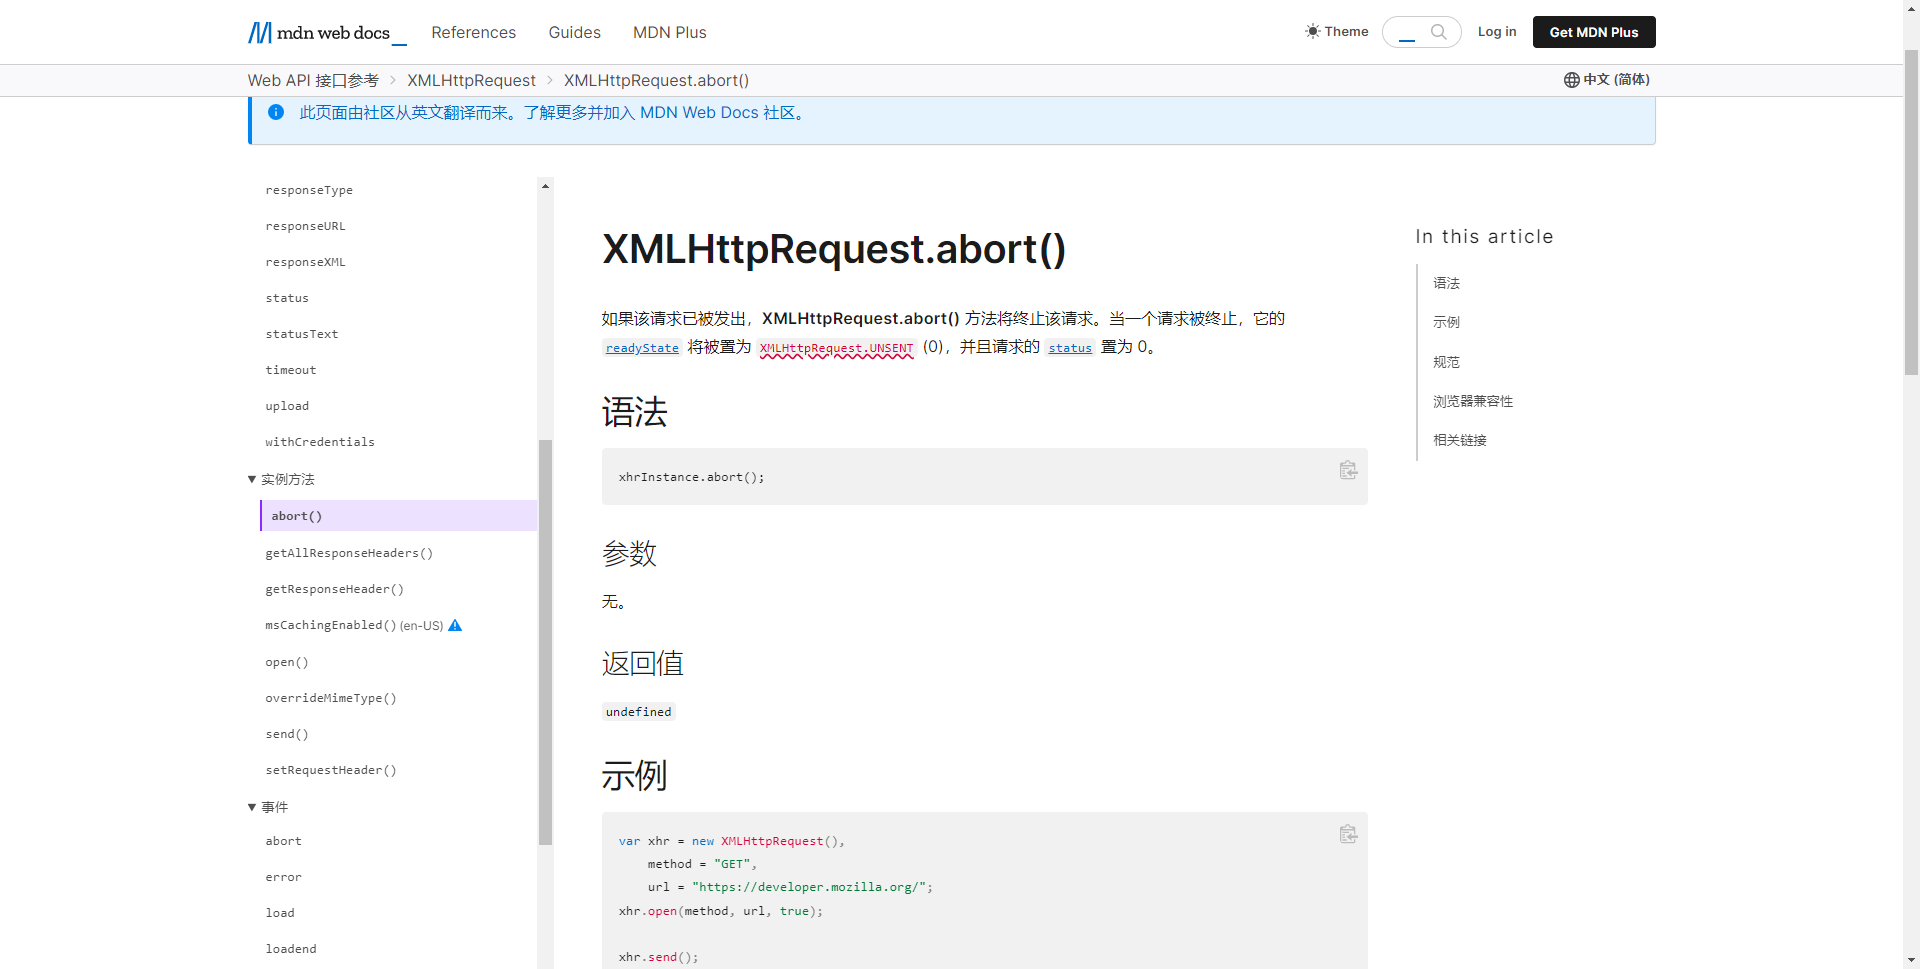 mdn web docs_ References Guides MDN Plus Theme Log in Get MDN Plus
Web API 接口参考 XMLHttpRequest XMLHttpRequest.abort() 中文 (简体)
此页面由社区从英文翻译而来。了解更多并加入 MDN Web Docs 社区。
responseType
responseURL
responseXML
status
statusText
timeout
upload
withCredentials
实例方法
abort()
getAllResponseHeaders()
getResponseHeader()
msCachingEnabled() (en-US)
open()
overrideMimeType()
send()
setRequestHeader()
事件
abort
error
load
loadend
XMLHttpRequest.abort()
如果该请求已被发出，XMLHttpRequest.abort() 方法将终止该请求。当一个请求被终止，它的
readyState 将被置为 XMLHttpRequest.UNSENT (0)，并且请求的 status 置为 0。
语法
xhrInstance.abort();
参数
无。
返回值
undefined
示例
var xhr = new XMLHttpRequest(),
method = "GET",
url = "https://developer.mozilla.org/";
xhr.open(method, url, true);
xhr.send();
In this article
语法
示例
规范
浏览器兼容性
相关链接